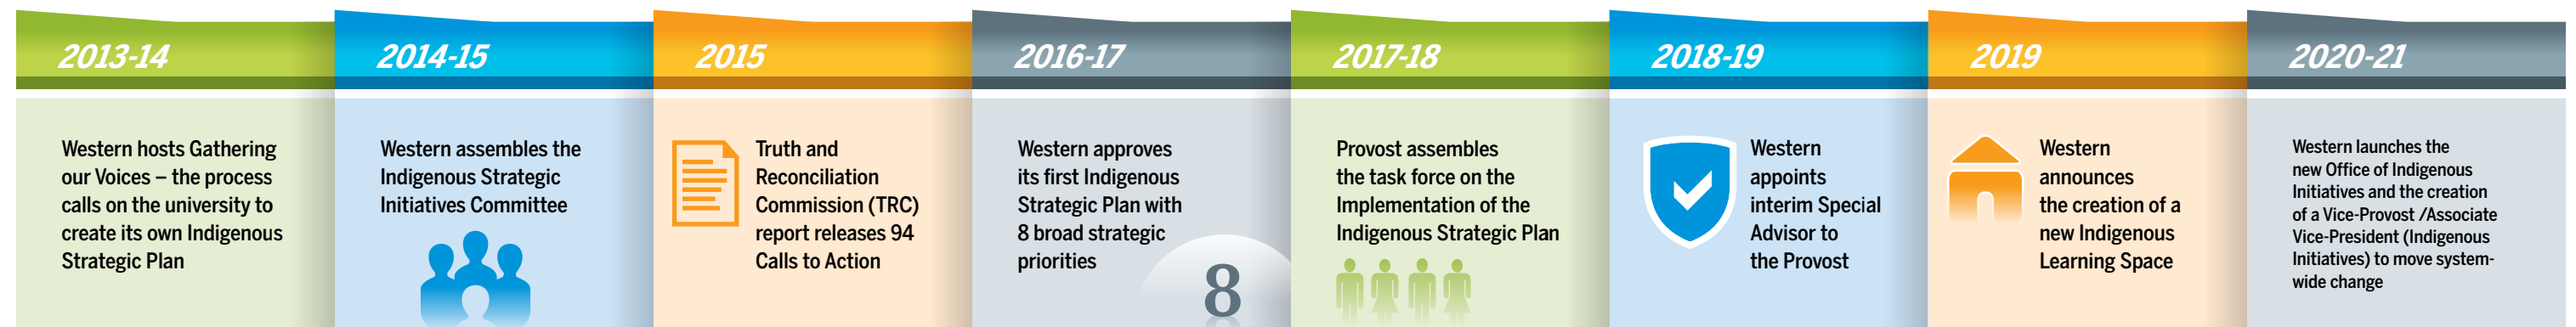 2013-14
Western hosts Gathering
our Voices – the process
calls on the university to
create its own Indigenous
Strategic Plan
2014-15
Western assembles the
Indigenous Strategic
Initiatives Committee
2015
Truth and
Reconciliation
Commission (TRC)
report releases 94
Calls to Action
2016-17
Western approves
its first Indigenous
Strategic Plan with
8 broad strategic
priorities
8
2017-18
Provost assembles
the task force on the
Implementation of the
Indigenous Strategic Plan
2018-19
Western
appoints
interim Special
Advisor to
the Provost
2019
Western
announces
the creation of a
new Indigenous
Learning Space
2020-21
Western launches the
new Office of Indigenous
Initiatives and the creation
of a Vice-Provost /Associate
Vice-President (Indigenous
Initiatives) to move system-
wide change